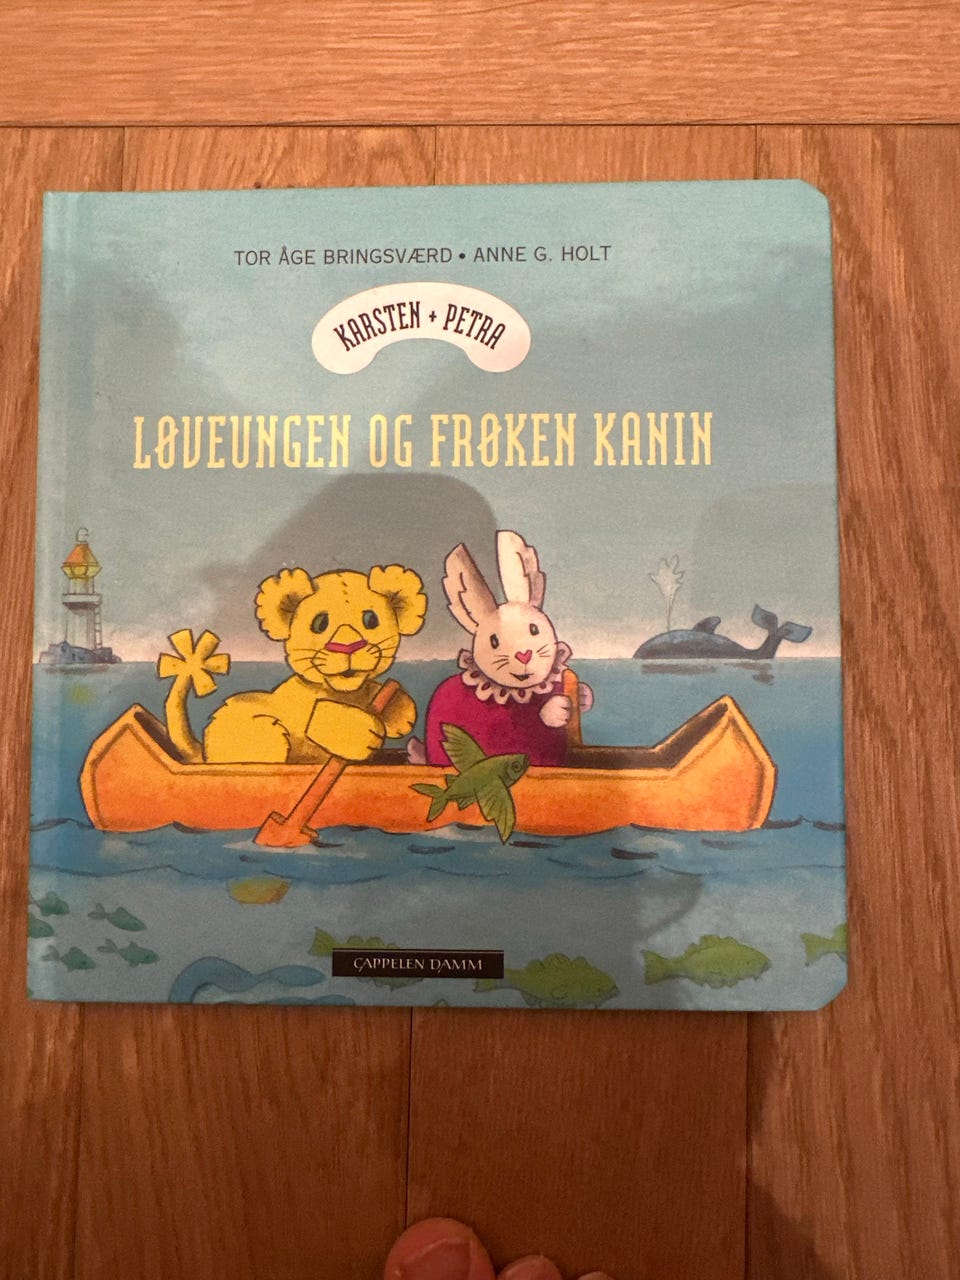 TOR ÅGE BRINGSVÆRD • ANNE G. HOLT
KARSTEN + PETRA
LØVEUNGEN OG FRØKEN KANIN
CAPPELEN DAMM